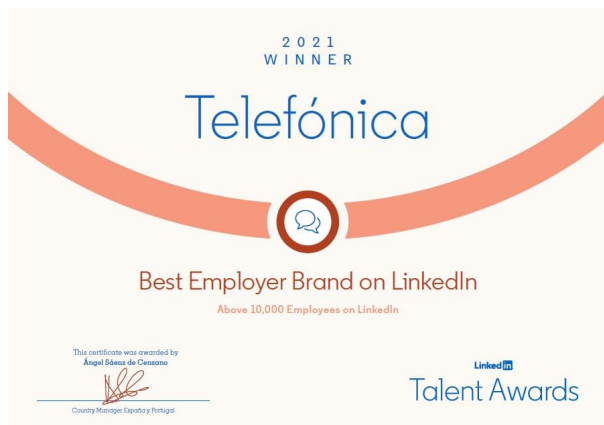 2021
WINNER
Telefónica
Best Employer Brand on LinkedIn
Above 10,000 Employees on LinkedIn
This certificate was awarded by
Ángel Sáenz de Cenzano
Country Manager España y Portugal
LinkedIn
Talent Awards